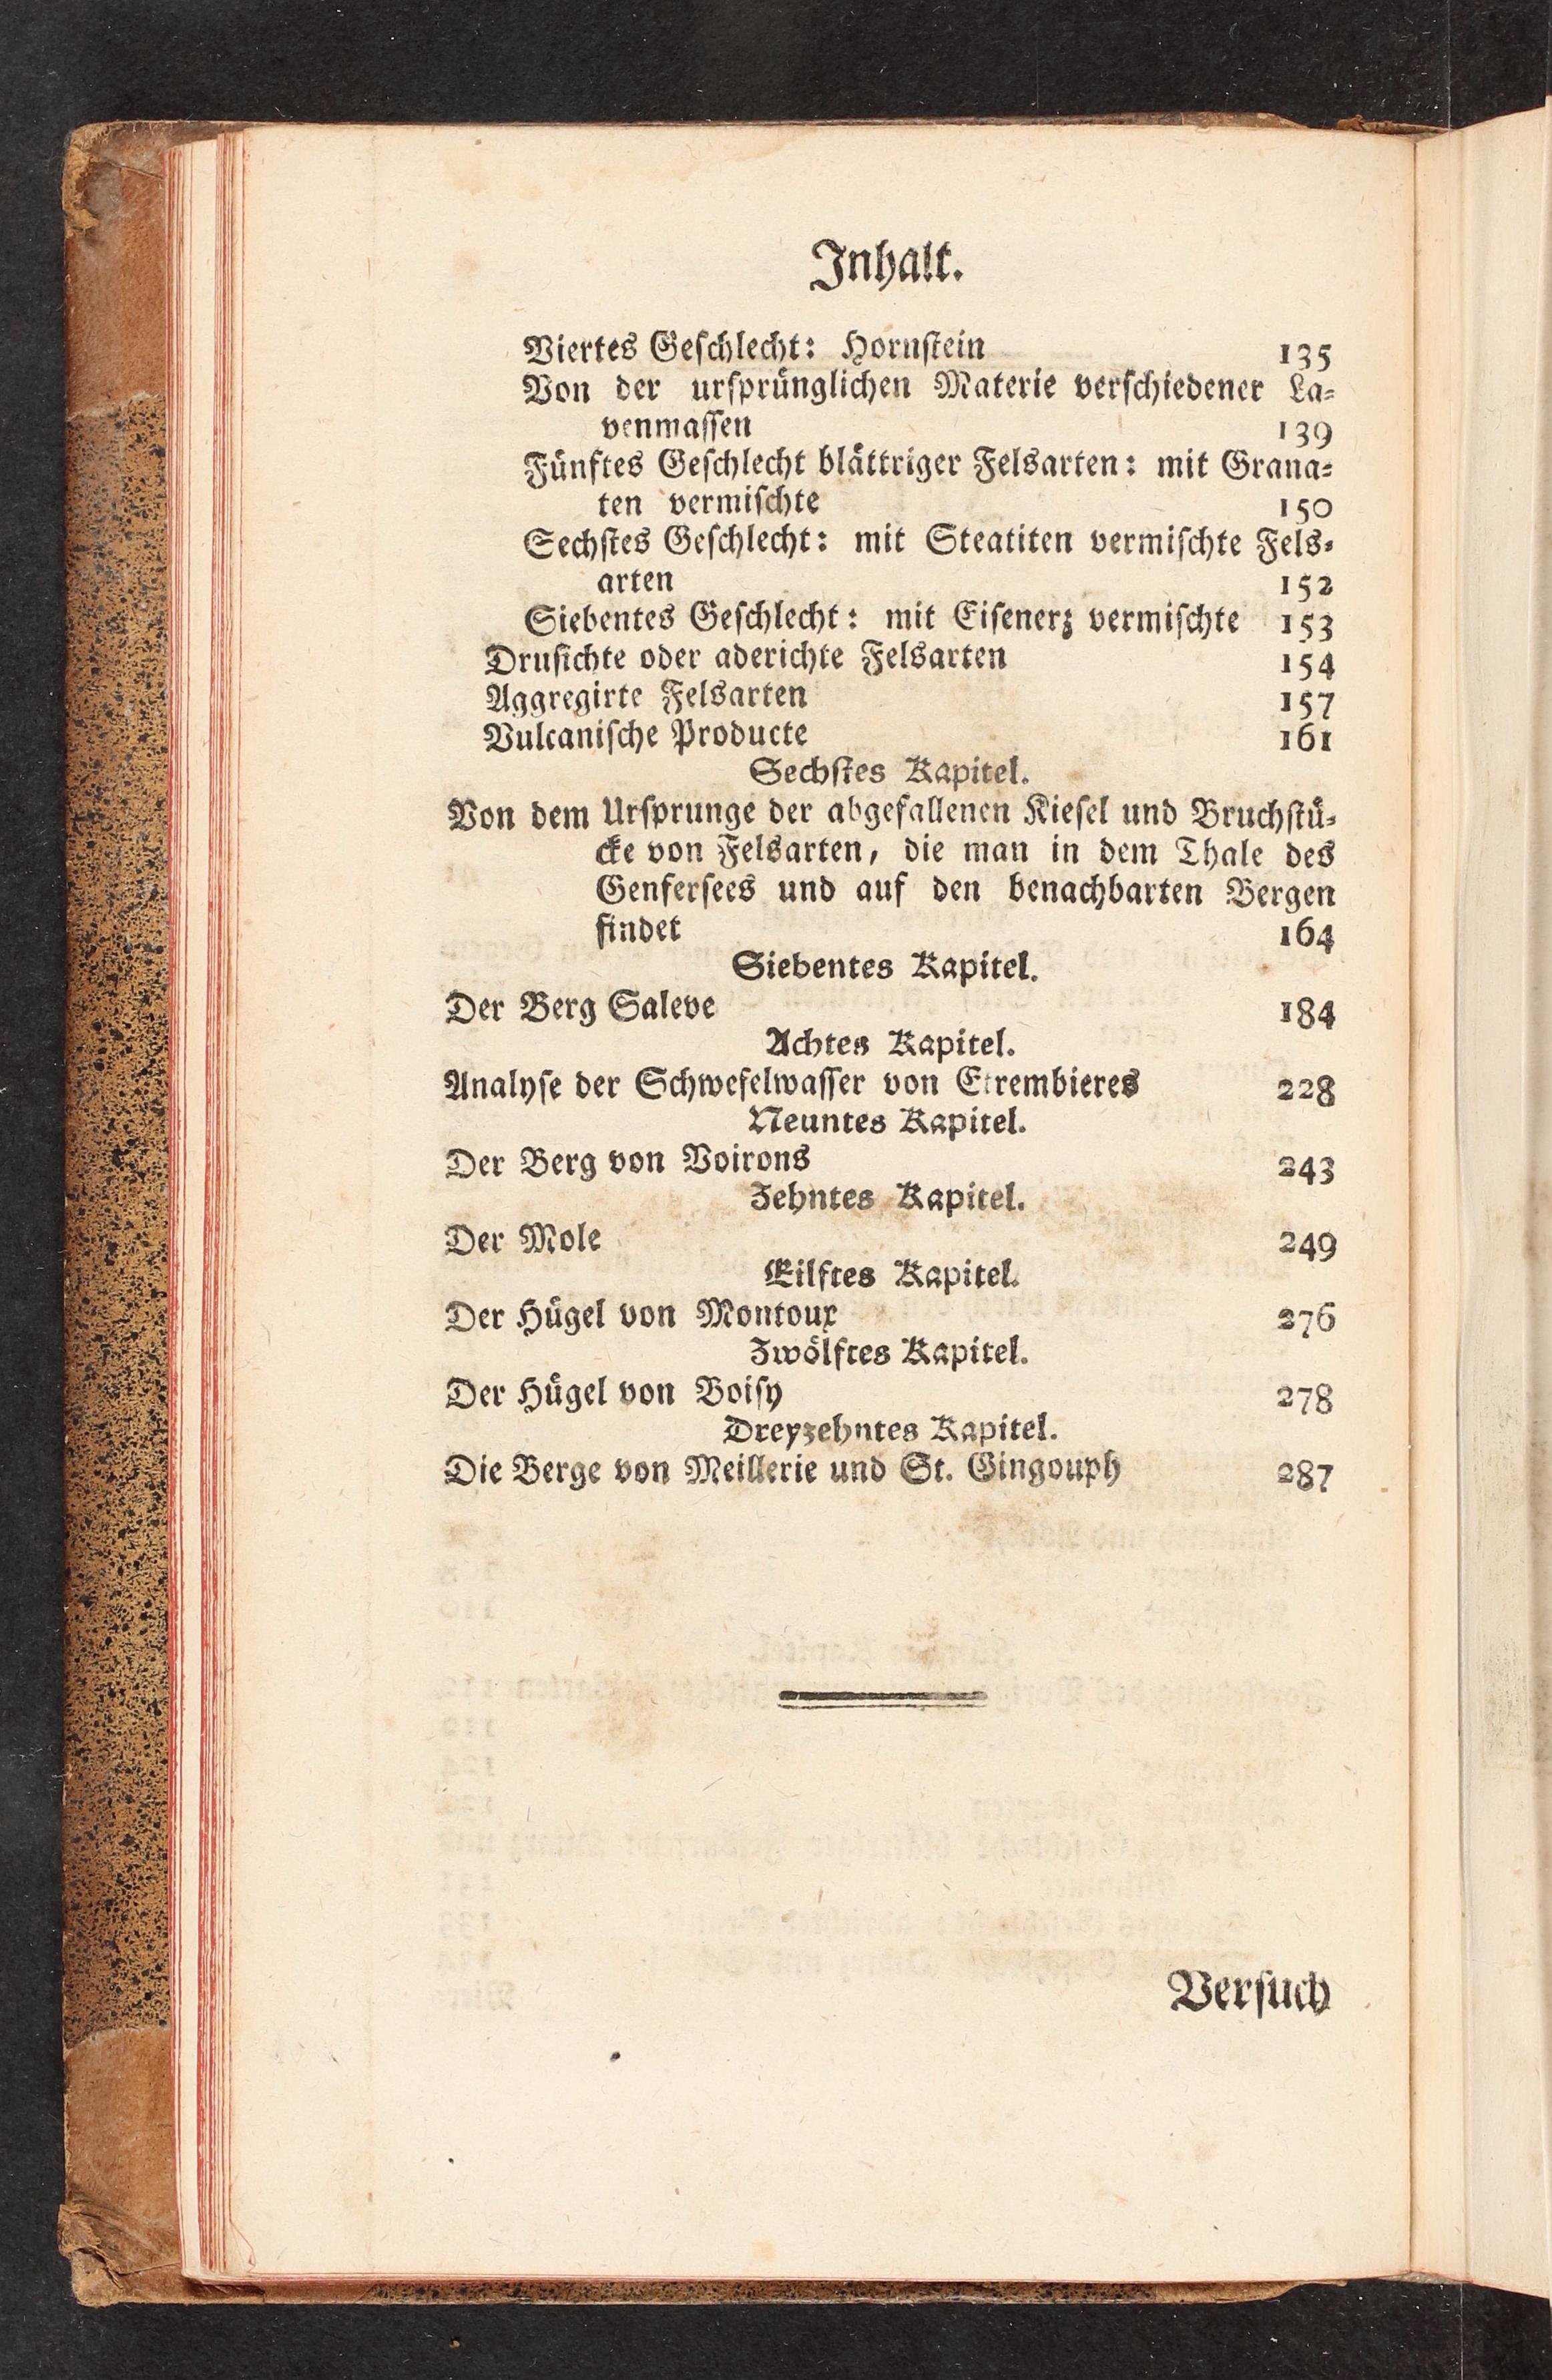 Inhalt.
Viertes Geſchlecht: Hornſtein 135
Von der urſprünglichen Materie verſchiedener La-
venmaſſen 139
Fünftes Geſchlecht blättriger Felsarten: mit Grana-
ten vermiſchte 150
Sechſtes Geſchlecht: mit Steatiten vermiſchte Fels-
arten 152
Siebentes Geſchlecht: mit Eiſenerz vermiſchte 153
Druſichte oder aderichte Felsarten 154
Aggregirte Felsarten 157
Vulcaniſche Producte 161
Sechſtes Kapitel.
Von dem Urſprunge der abgefallenen Kieſel und Bruchſtü-
cke von Felsarten, die man in dem Thale des
Genferſees und auf den benachbarten Bergen
findet 164
Siebentes Kapitel.
Der Berg Saleve 184
Achtes Kapitel.
Analyſe der Schwefelwaſſer von Etrembieres 228
Neuntes Kapitel.
Der Berg von Voirons 243
Zehntes Kapitel.
Der Mole 249
Eilftes Kapitel.
Der Hügel von Montoux 276
Zwölftes Kapitel.
Der Hügel von Boiſy 278
Dreyzehntes Kapitel.
Die Berge von Meillerie und St. Gingouph 287
Verſuch